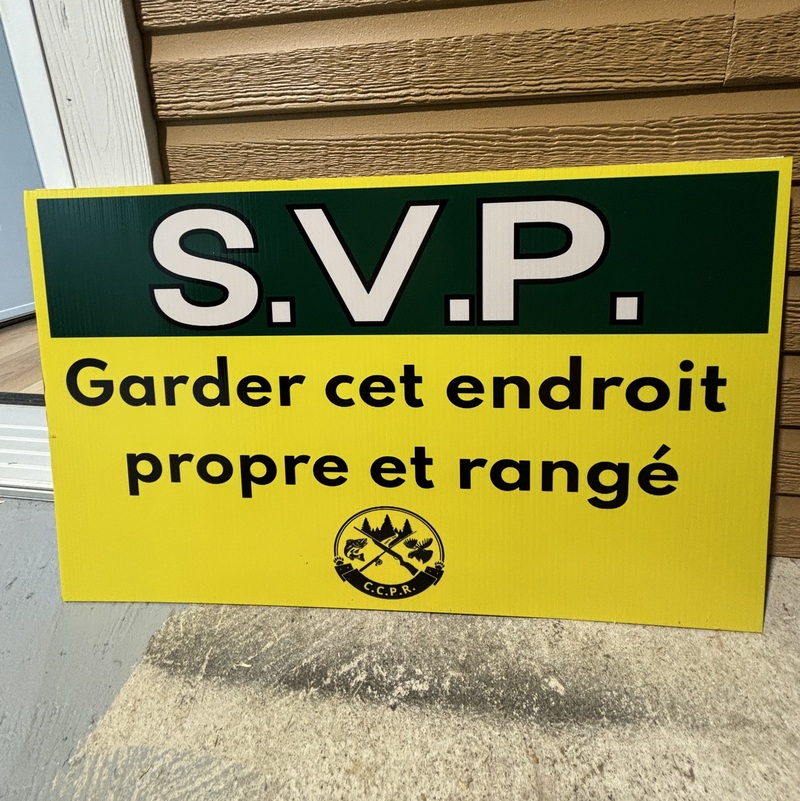 S.V.P.
Garder cet endroit
propre et rangé
C.C.P.R.